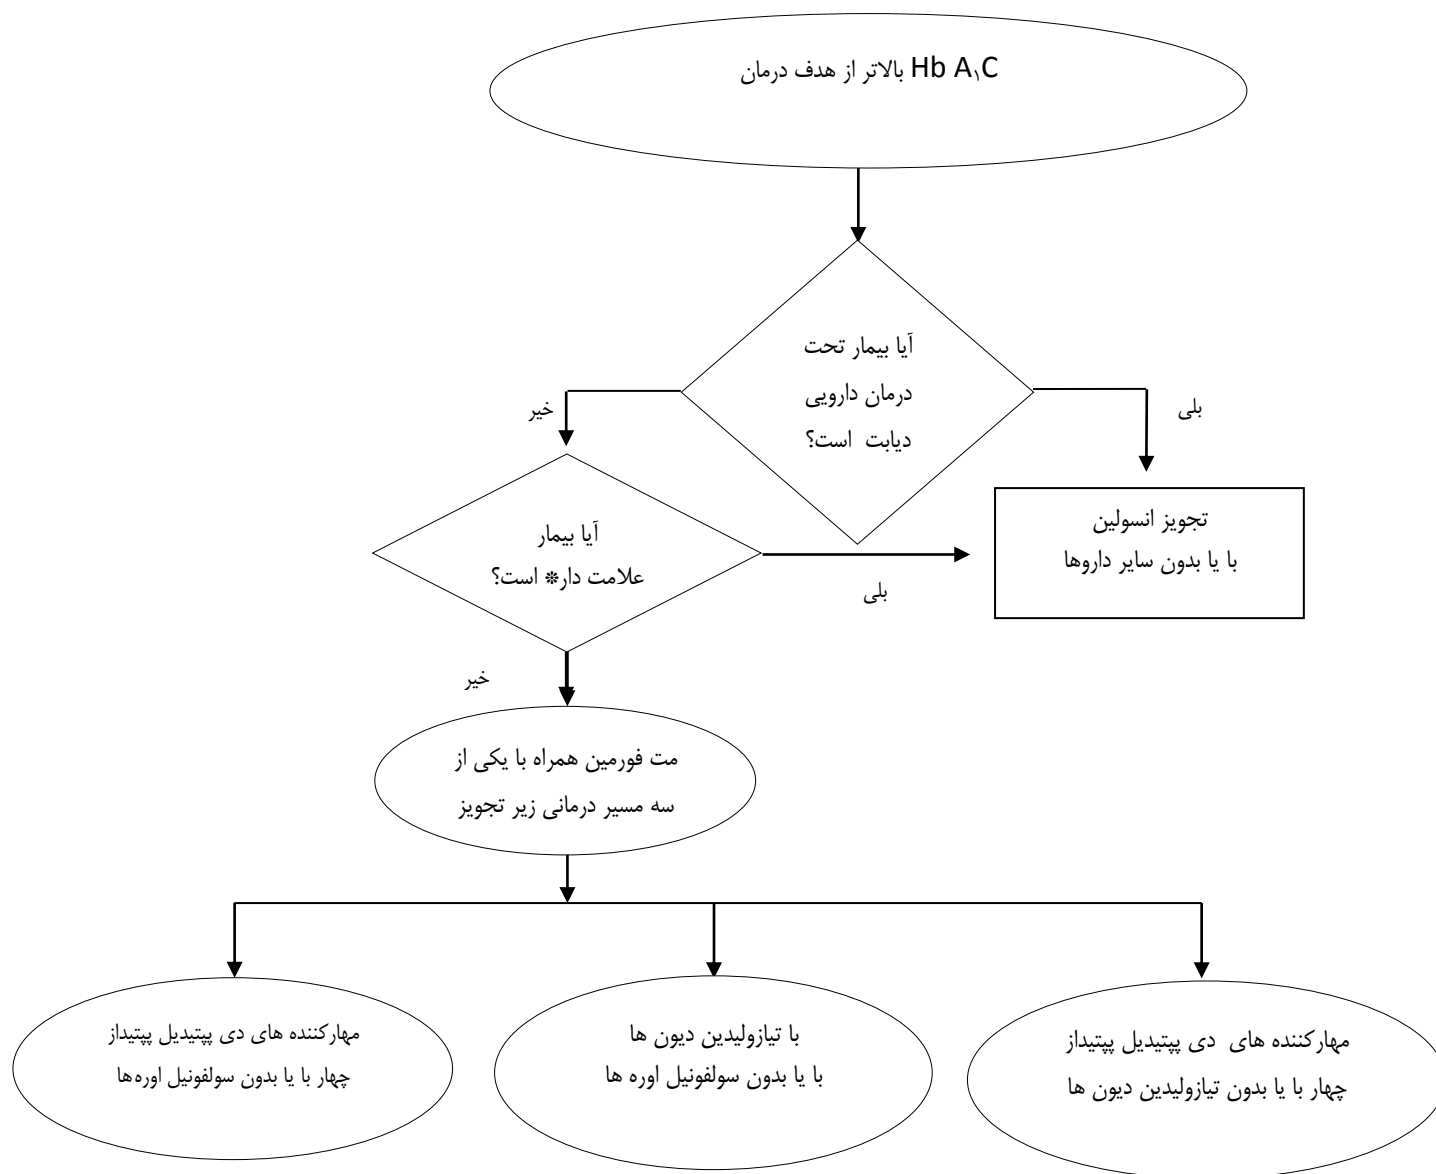 Hb A۱C بالاتر از هدف درمان
آیا بیمار تحت
درمان دارویی
دیابت است؟
بلی
خیر
تجویز انسولین
با یا بدون سایر داروها
آیا بیمار
علامت دار* است؟
بلی
خیر
مت فورمین همراه با یکی از
سه مسیر درمانی زیر تجویز
مهارکننده های دی پپتیدیل پپتیداز
چهار با یا بدون تیازولیدین دیون ها
با تیازولیدین دیون ها
با یا بدون سولفونیل اوره ها
مهارکننده های دی پپتیدیل پپتیداز
چهار با یا بدون سولفونیل اوره‌ها